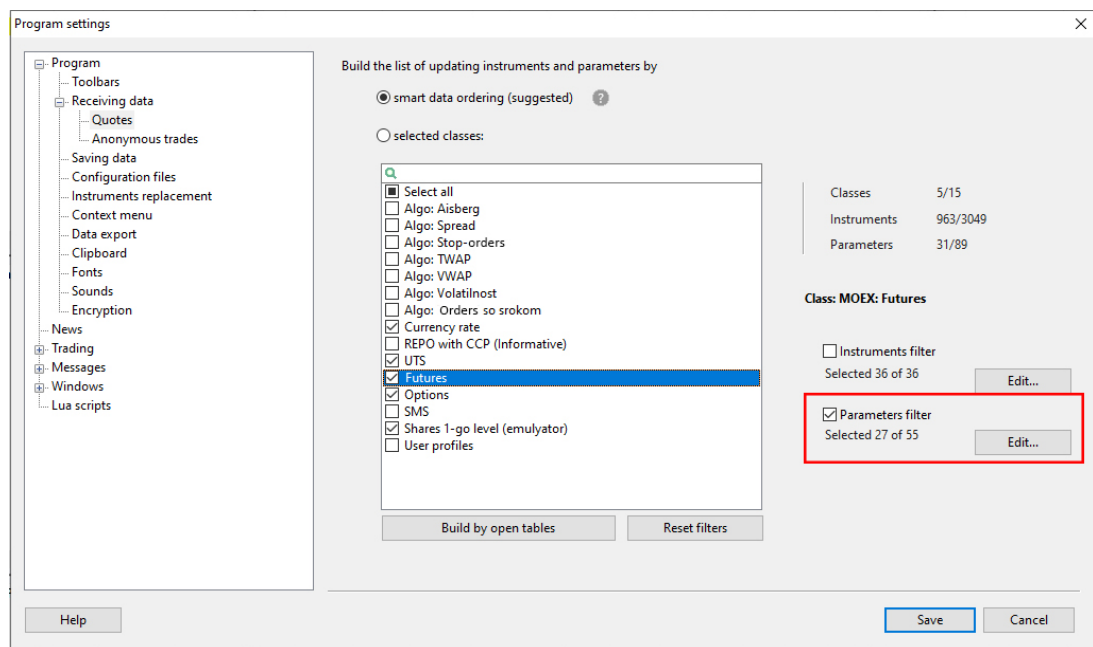 Program settings
Program
Toolbars
Receiving data
Quotes
Anonymous trades
Saving data
Configuration files
Instruments replacement
Context menu
Data export
Clipboard
Fonts
Sounds
Encryption
News
Trading
Messages
Windows
Lua scripts
Build the list of updating instruments and parameters by
smart data ordering (suggested) ?
selected classes:
Select all
Algo: Aisberg
Algo: Spread
Algo: Stop-orders
Algo: TWAP
Algo: VWAP
Algo: Volatilnost
Algo: Orders so srokom
Currency rate
REPO with CCP (Informative)
UTS
Futures
Options
SMS
Shares 1-go level (emulyator)
User profiles
Build by open tables Reset filters
Classes 5/15
Instruments 963/3049
Parameters 31/89
Class: MOEX: Futures
Instruments filter
Selected 36 of 36 Edit...
Parameters filter
Selected 27 of 55 Edit...
Help Save Cancel